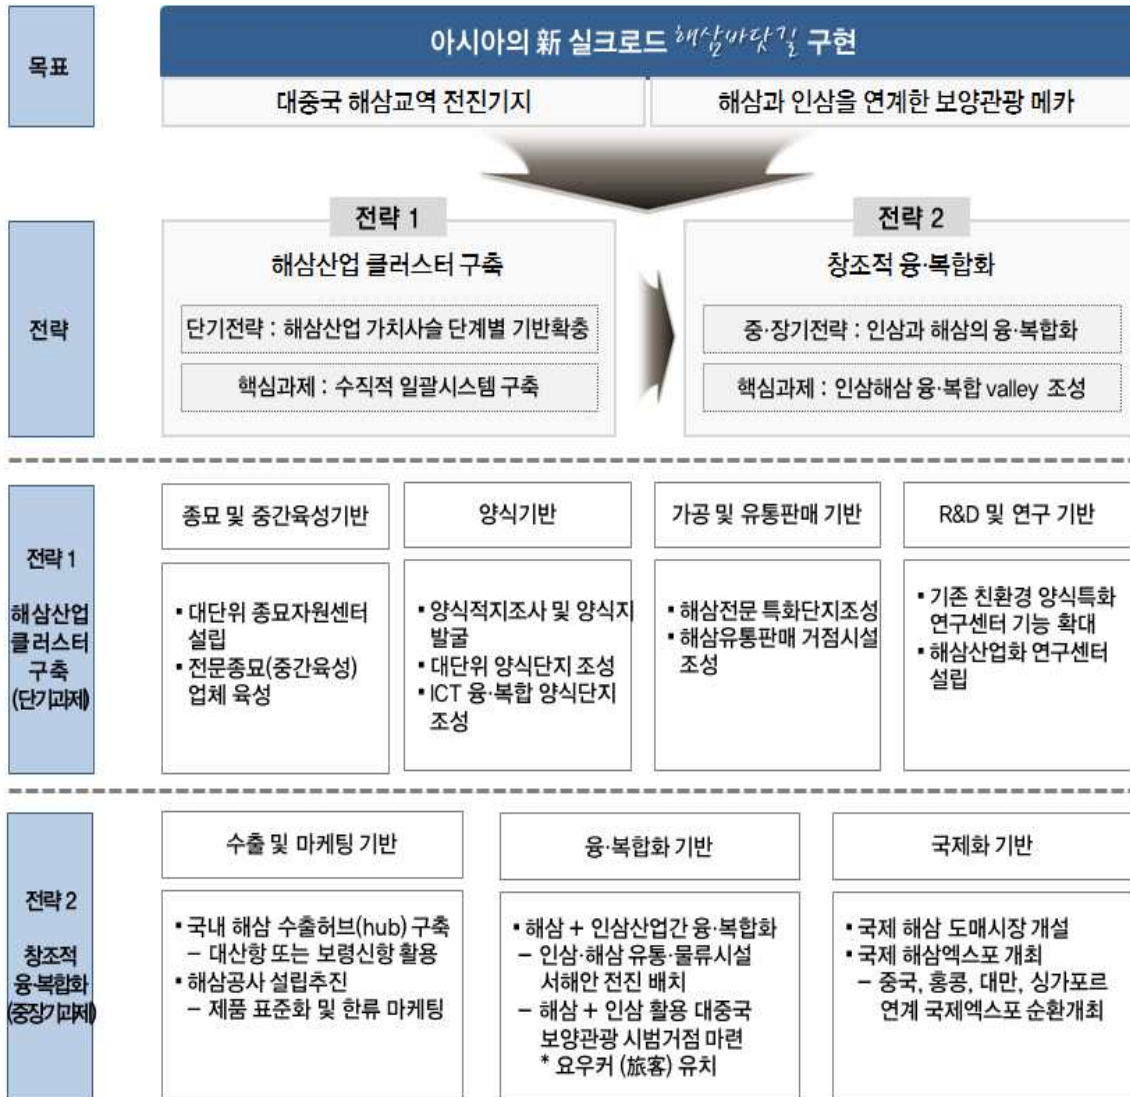 목표
아시아의 新 실크로드 해삼바닷길 구현
대중국 해삼교역 전진기지
해삼과 인삼을 연계한 보양관광 메카
전략
전략 1
해삼산업 클러스터 구축
단기전략 : 해삼산업 가치사슬 단계별 기반확충
핵심과제 : 수직적 일괄시스템 구축
전략 2
창조적 융·복합화
중·장기전략 : 인삼과 해삼의 융·복합화
핵심과제 : 인삼해삼 융·복합 valley 조성
전략 1
해삼산업
클러스터
구축
(단기과제)
종묘 및 중간육성기반
▪ 대단위 종묘자원센터
설립
▪ 전문종묘(중간육성)
업체 육성
양식기반
▪ 양식적지조사 및 양식지
발굴
▪ 대단위 양식단지 조성
▪ ICT 융·복합 양식단지
조성
가공 및 유통판매 기반
▪ 해삼전문 특화단지조성
▪ 해삼유통판매 거점시설
조성
R&D 및 연구 기반
▪ 기존 친환경 양식특화
연구센터 기능 확대
▪ 해삼산업화 연구센터
설립
전략 2
창조적
융·복합화
(중장기과제)
수출 및 마케팅 기반
▪ 국내 해삼 수출허브(hub) 구축
– 대산항 또는 보령신항 활용
▪ 해삼공사 설립추진
– 제품 표준화 및 한류 마케팅
융·복합화 기반
▪ 해삼 + 인삼산업간 융·복합화
– 인삼·해삼 유통·물류시설
서해안 전진 배치
– 해삼 + 인삼 활용 대중국
보양관광 시범거점 마련
* 요우커 (旅客) 유치
국제화 기반
▪ 국제 해삼 도매시장 개설
▪ 국제 해삼엑스포 개최
– 중국, 홍콩, 대만, 싱가포르
연계 국제엑스포 순환개최